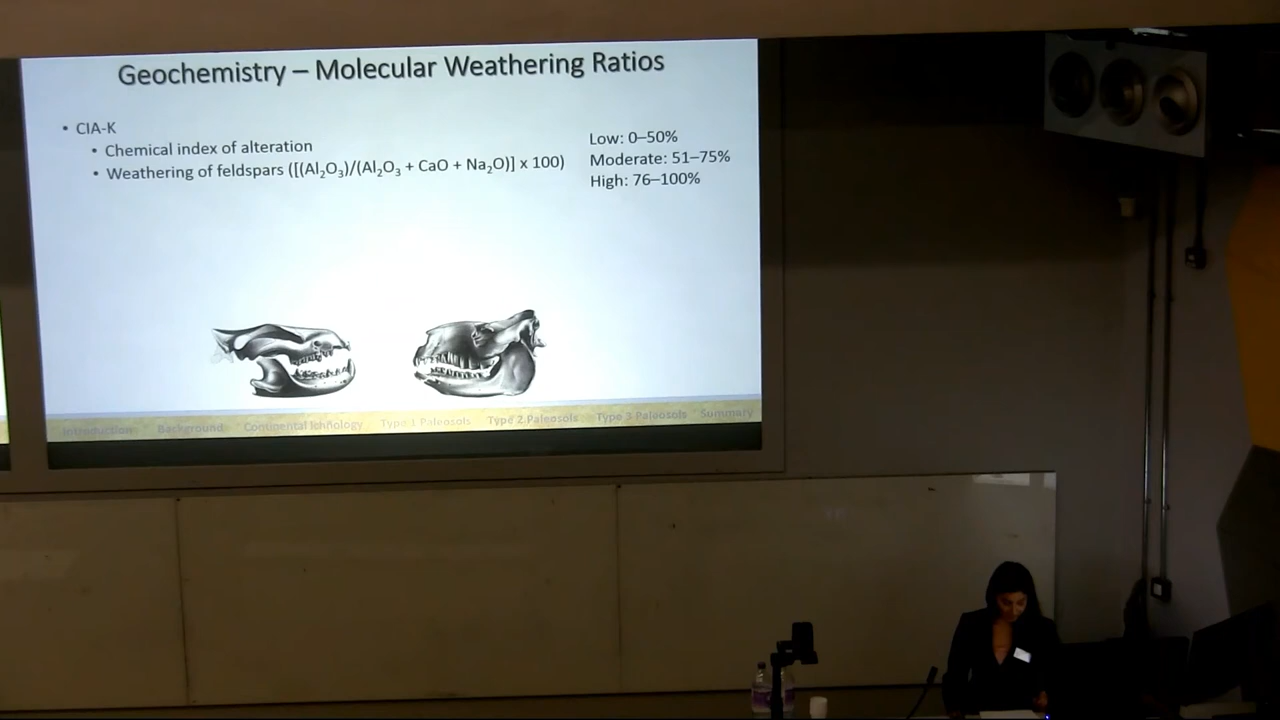 Geochemistry – Molecular Weathering Ratios
• CIA-K
• Chemical index of alteration
• Weathering of feldspars ([(Al₂O₃)/(Al₂O₃ + CaO + Na₂O)] x 100)
Low: 0–50%
Moderate: 51–75%
High: 76–100%
Introduction Background Continental Ichnology Type 1 Paleosols Type 2 Paleosols Type 3 Paleosols Summary